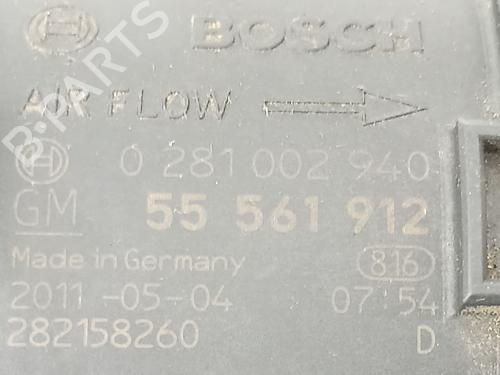 BOSCH
AIR FLOW
0 281 002 940
GM 55 561 912
Made in Germany 816
2011-05-04 07:54
282158260 D
B-PARTS